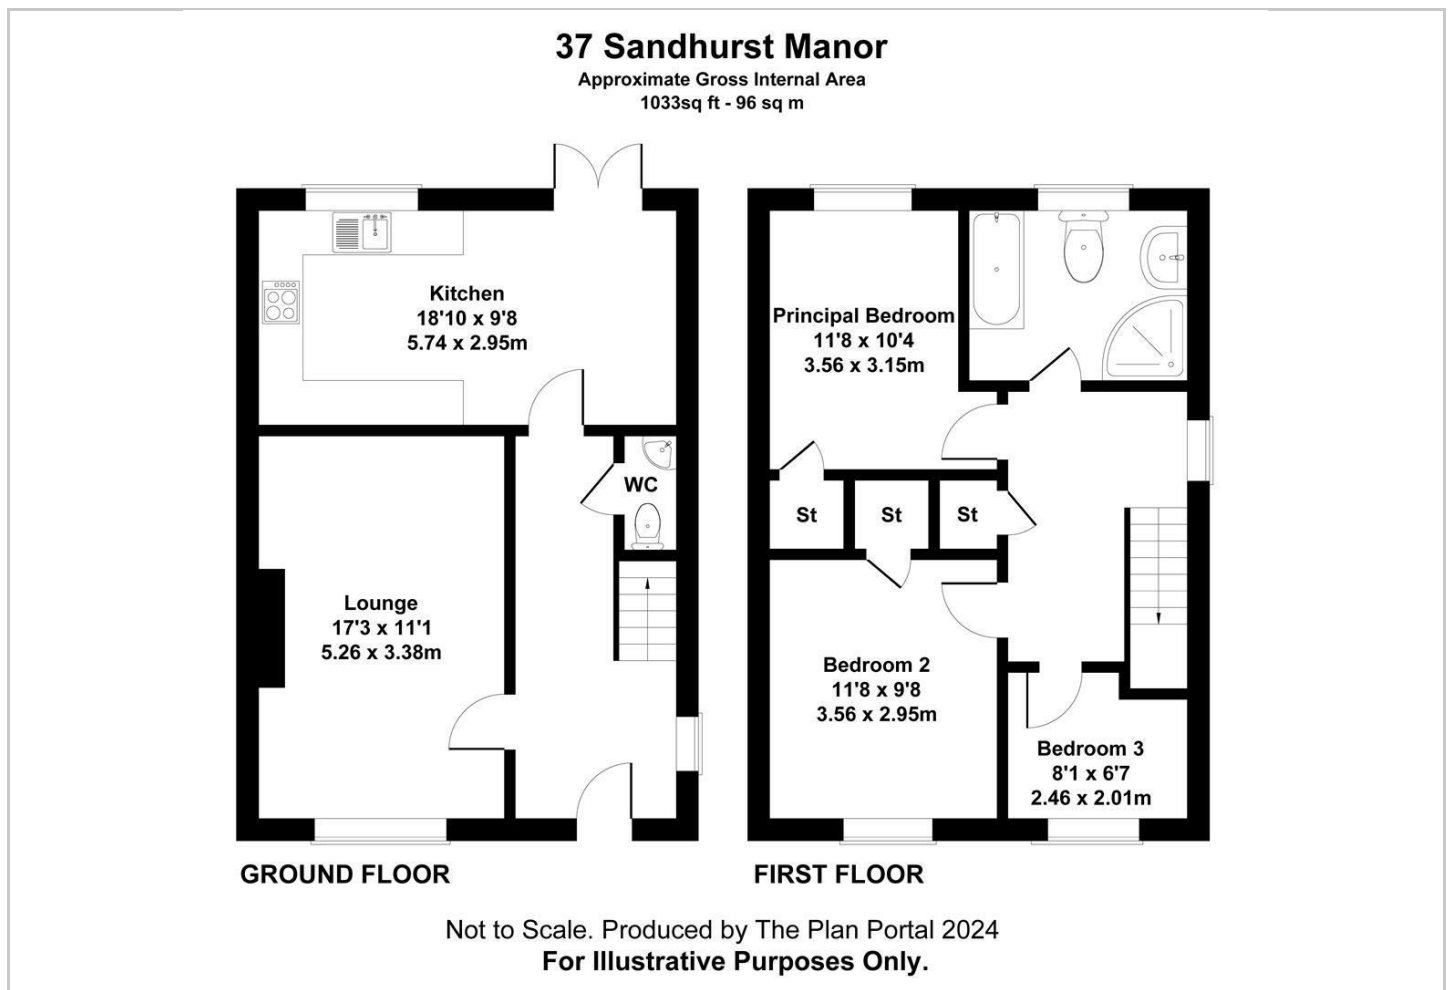 37 Sandhurst Manor
Approximate Gross Internal Area
1033sq ft - 96 sq m
Kitchen
18'10 x 9'8
5.74 x 2.95m
WC
Lounge
17'3 x 11'1
5.26 x 3.38m
GROUND FLOOR
Principal Bedroom
11'8 x 10'4
3.56 x 3.15m
St
St
St
Bedroom 2
11'8 x 9'8
3.56 x 2.95m
Bedroom 3
8'1 x 6'7
2.46 x 2.01m
FIRST FLOOR
Not to Scale. Produced by The Plan Portal 2024
For Illustrative Purposes Only.